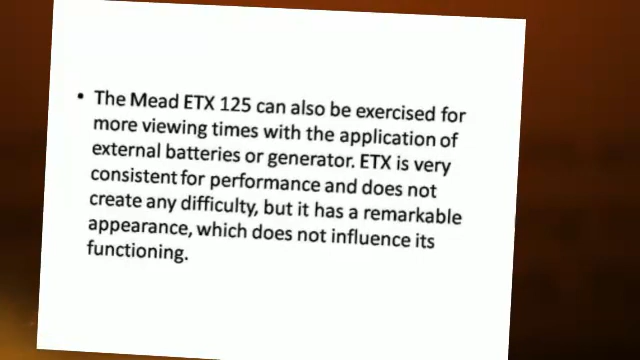 • The Mead ETX 125 can also be exercised for
more viewing times with the application of
external batteries or generator. ETX is very
consistent for performance and does not
create any difficulty, but it has a remarkable
appearance, which does not influence its
functioning.